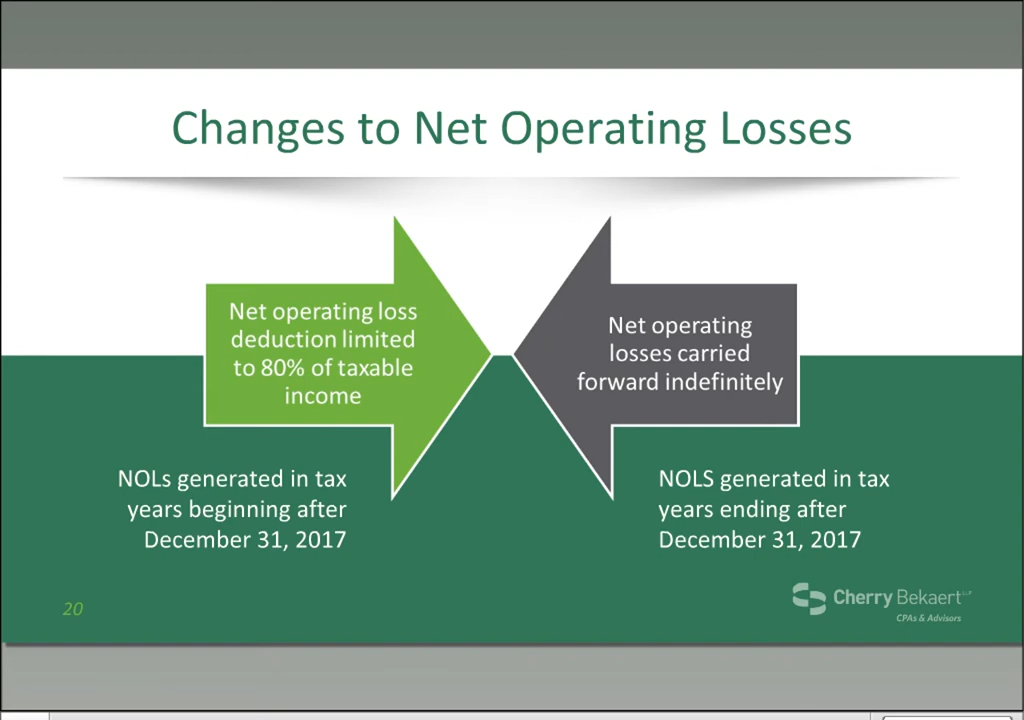 Changes to Net Operating Losses
Net operating loss
deduction limited
to 80% of taxable
income
Net operating
losses carried
forward indefinitely
NOLs generated in tax
years beginning after
December 31, 2017
NOLS generated in tax
years ending after
December 31, 2017
20
Cherry Bekaert LLP
CPAs & Advisors